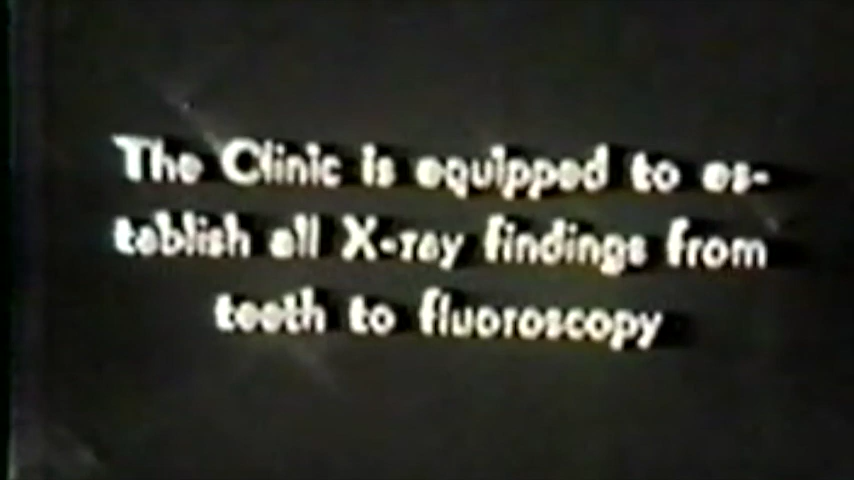 The Clinic is equipped to es-
tablish all X-ray findings from
teeth to fluoroscopy